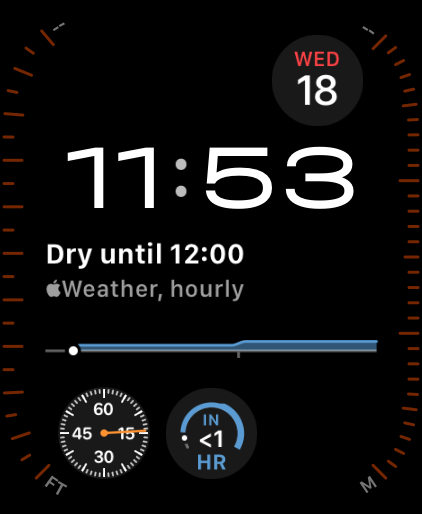 --
--
WED
18
11:53
Dry until 12:00
Weather, hourly
60
45 15
30
IN
<1
HR
FT
M